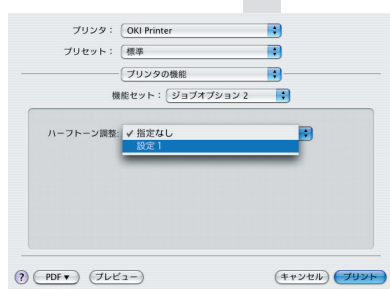 プリンタ： OKI Printer
プリセット： 標準
プリンタの機能
機能セット： ジョブオプション 2
ハーフトーン調整: ✓ 指定なし
設定 1
? PDF▼ プレビュー キャンセル プリント